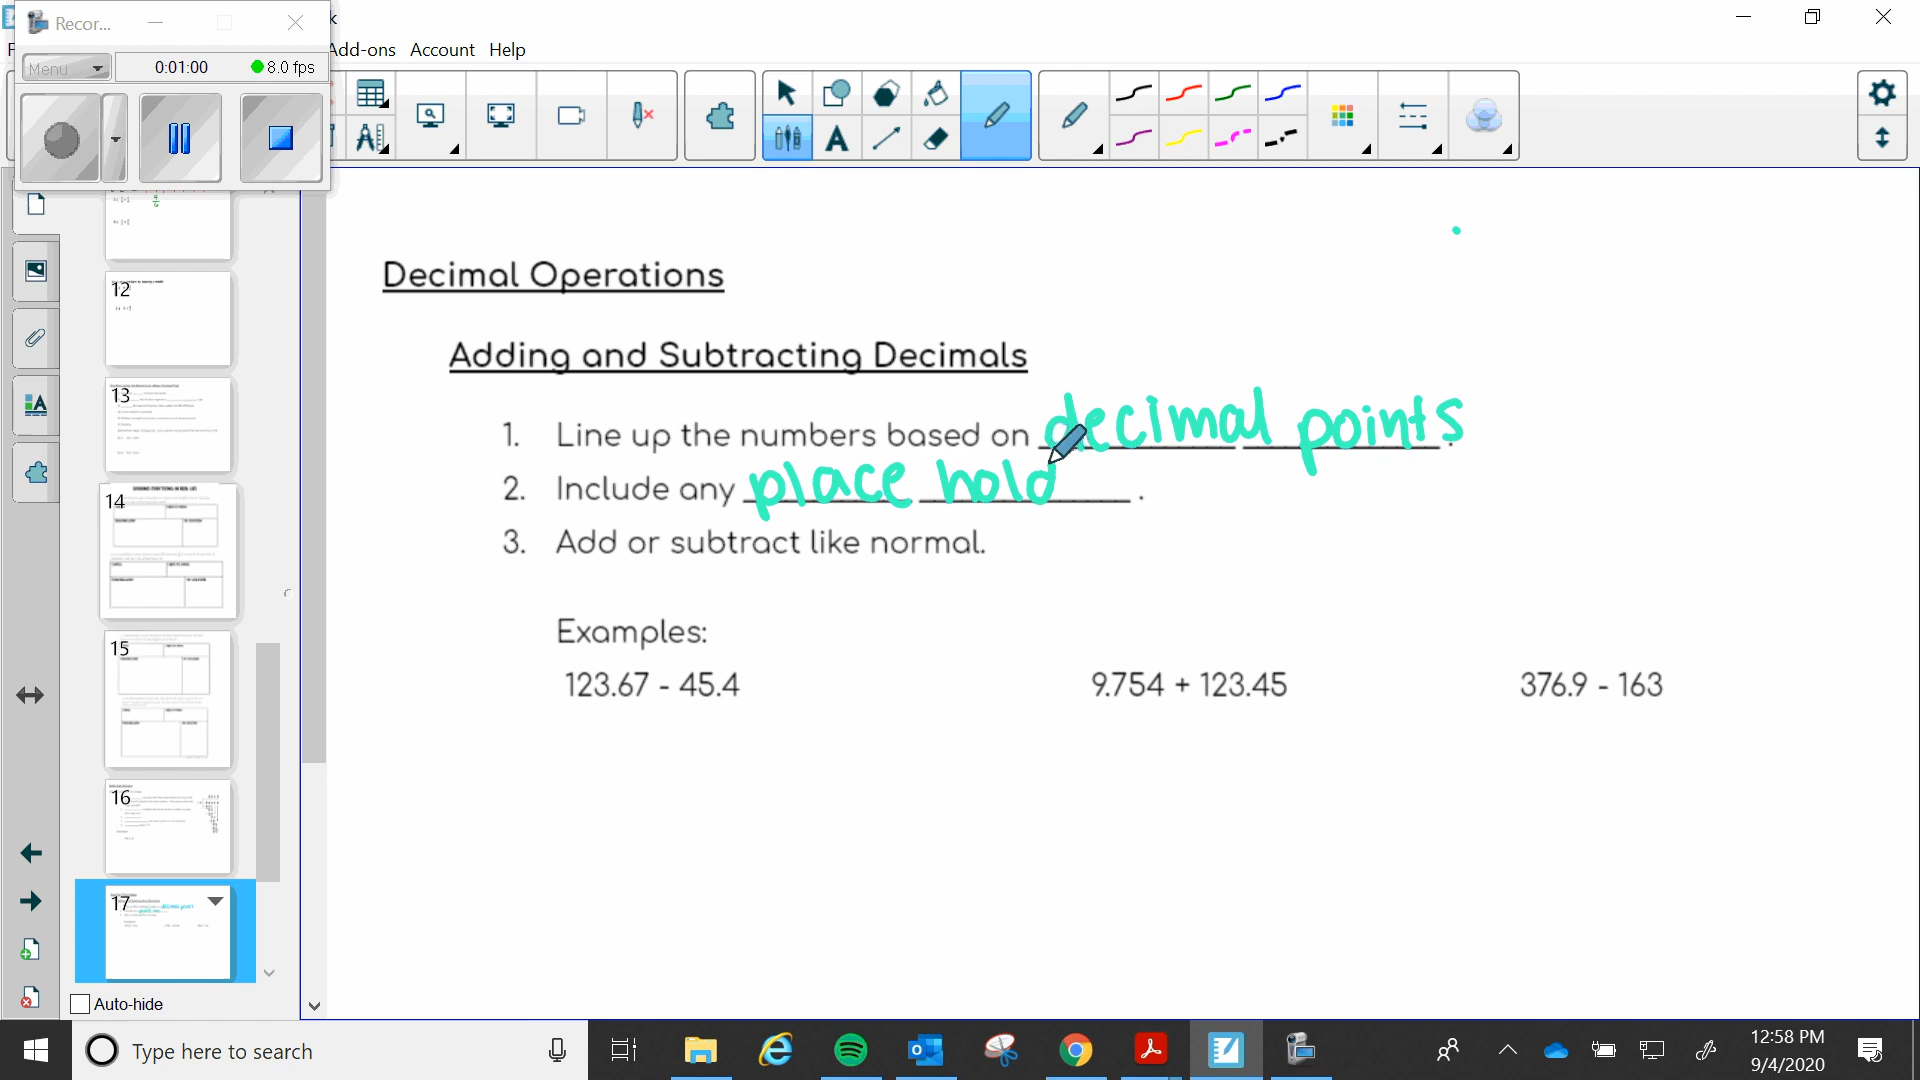 Recor...
k
Menu
0:01:00
8.0 fps
Add-ons Account Help
12
13
14
15
16
17
Auto-hide
Decimal Operations
Adding and Subtracting Decimals
1. Line up the numbers based on decimal points.
2. Include any place hold .
3. Add or subtract like normal.
Examples:
123.67 - 45.4
9.754 + 123.45
376.9 - 163
Type here to search
12:58 PM
9/4/2020